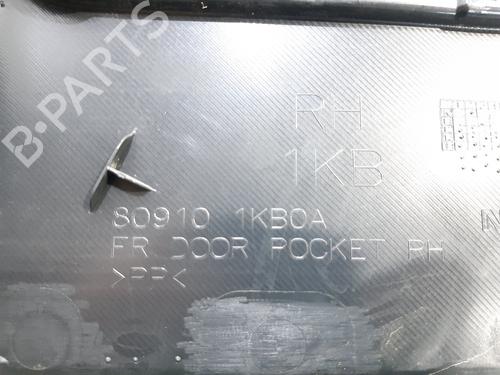 B-PARTS
RH
1KB
80910 1KB0A
FR DOOR POCKET RH
>PP<